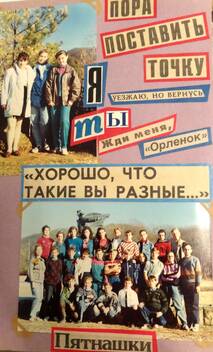 ПОРА
ПОСТАВИТЬ
ТОЧКУ
Я
УЕЗЖАЮ, НО ВЕРНУСЬ
ТЫ
Жди меня,
«Орленок»
«ХОРОШО, ЧТО
ТАКИЕ ВЫ РАЗНЫЕ...»
Пятнашки